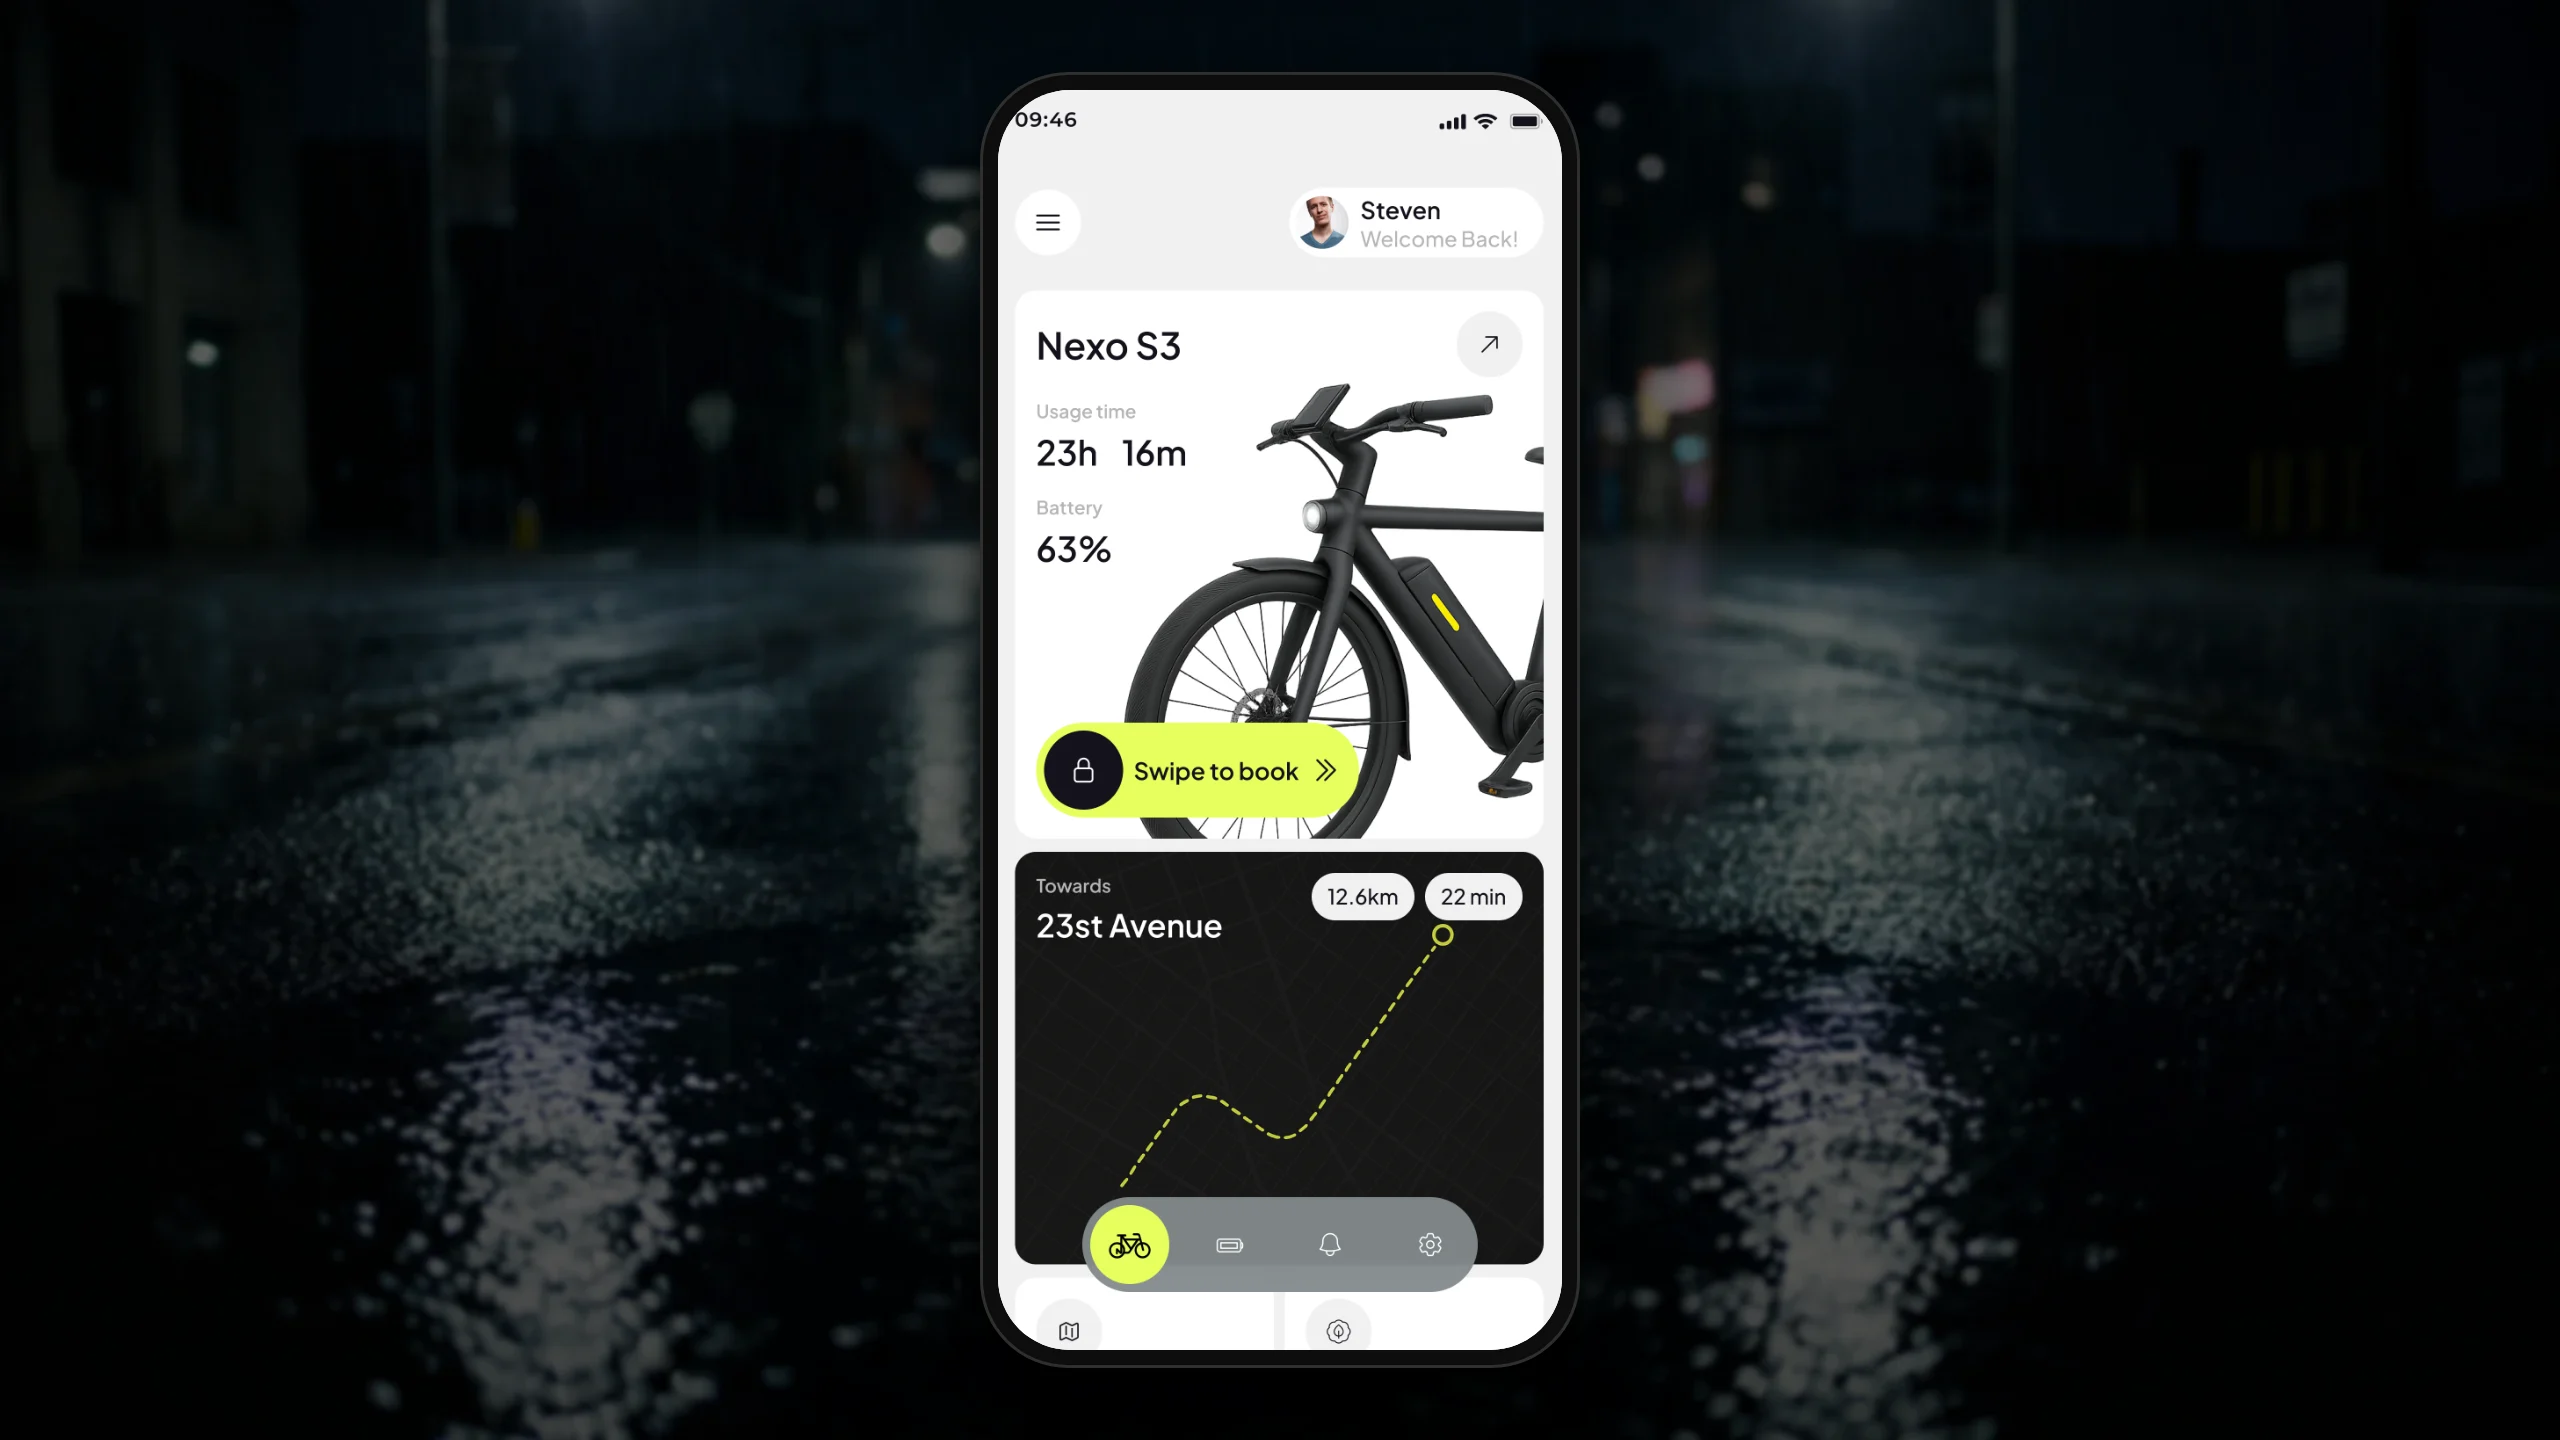 09:46
Steven
Welcome Back!
Nexo S3
Usage time
23h 16m
Battery
63%
Swipe to book
Towards
23st Avenue
12.6km
22 min